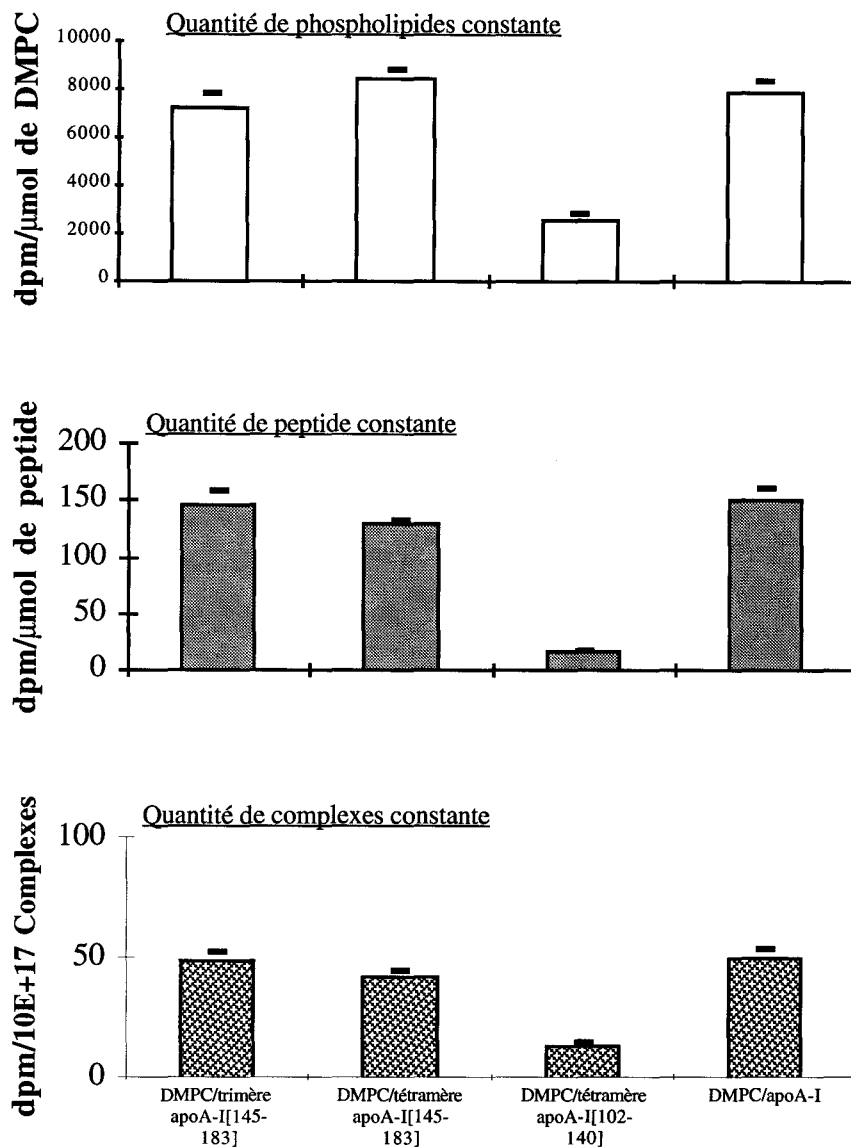 Quantité de phospholipides constante
dpm/µmol de DMPC
10000
8000
6000
4000
2000
0
Quantité de peptide constante
dpm/µmol de peptide
200
150
100
50
0
Quantité de complexes constante
dpm/10E+17 Complexes
100
50
0
DMPC/trimère
apoA-I[145-
183]
DMPC/tétramère
apoA-I[145-
183]
DMPC/tétramère
apoA-I[102-
140]
DMPC/apoA-I